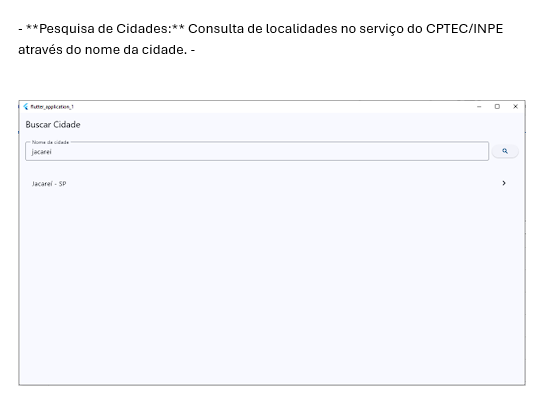 - **Pesquisa de Cidades:** Consulta de localidades no serviço do CPTEC/INPE
através do nome da cidade. -
flutter_application_1
Buscar Cidade
Nome da cidade
jacarei
Jacareí - SP